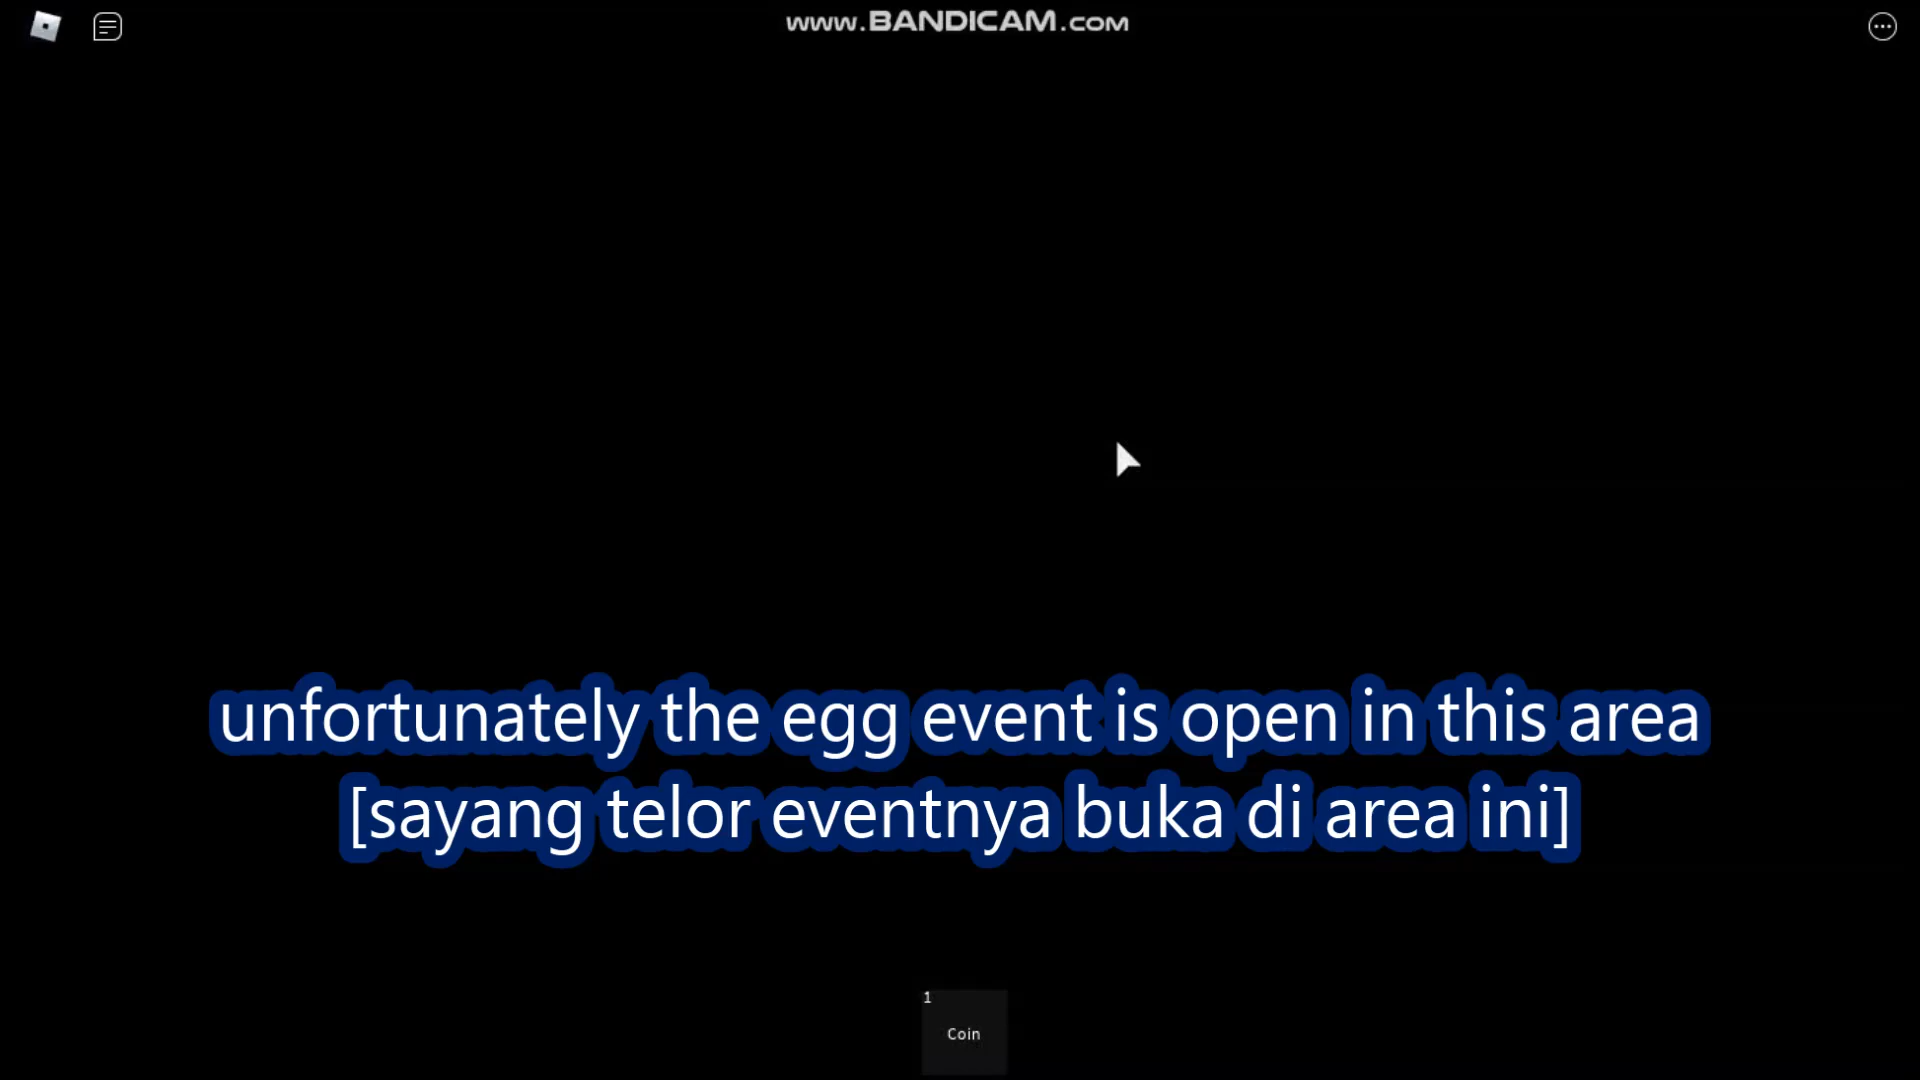 www.BANDICAM.com
unfortunately the egg event is open in this area
[sayang telor eventnya buka di area ini]
1
Coin